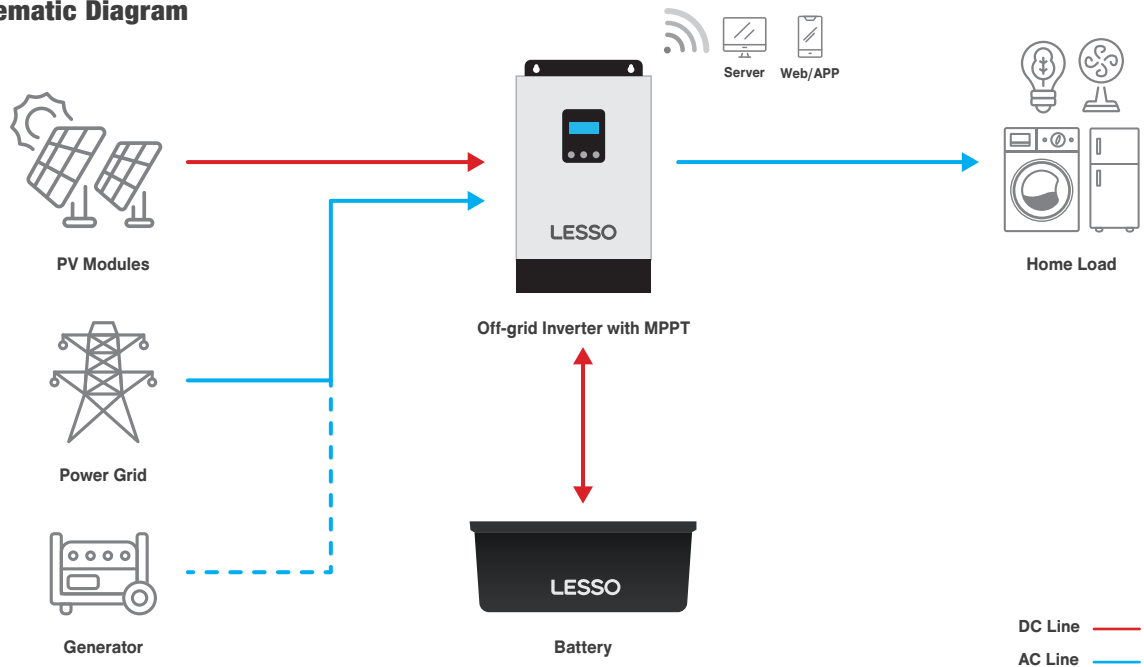 ematic Diagram
Server
Web/APP
LESSO
PV Modules
Home Load
Off-grid Inverter with MPPT
Power Grid
LESSO
Generator
Battery
DC Line
AC Line